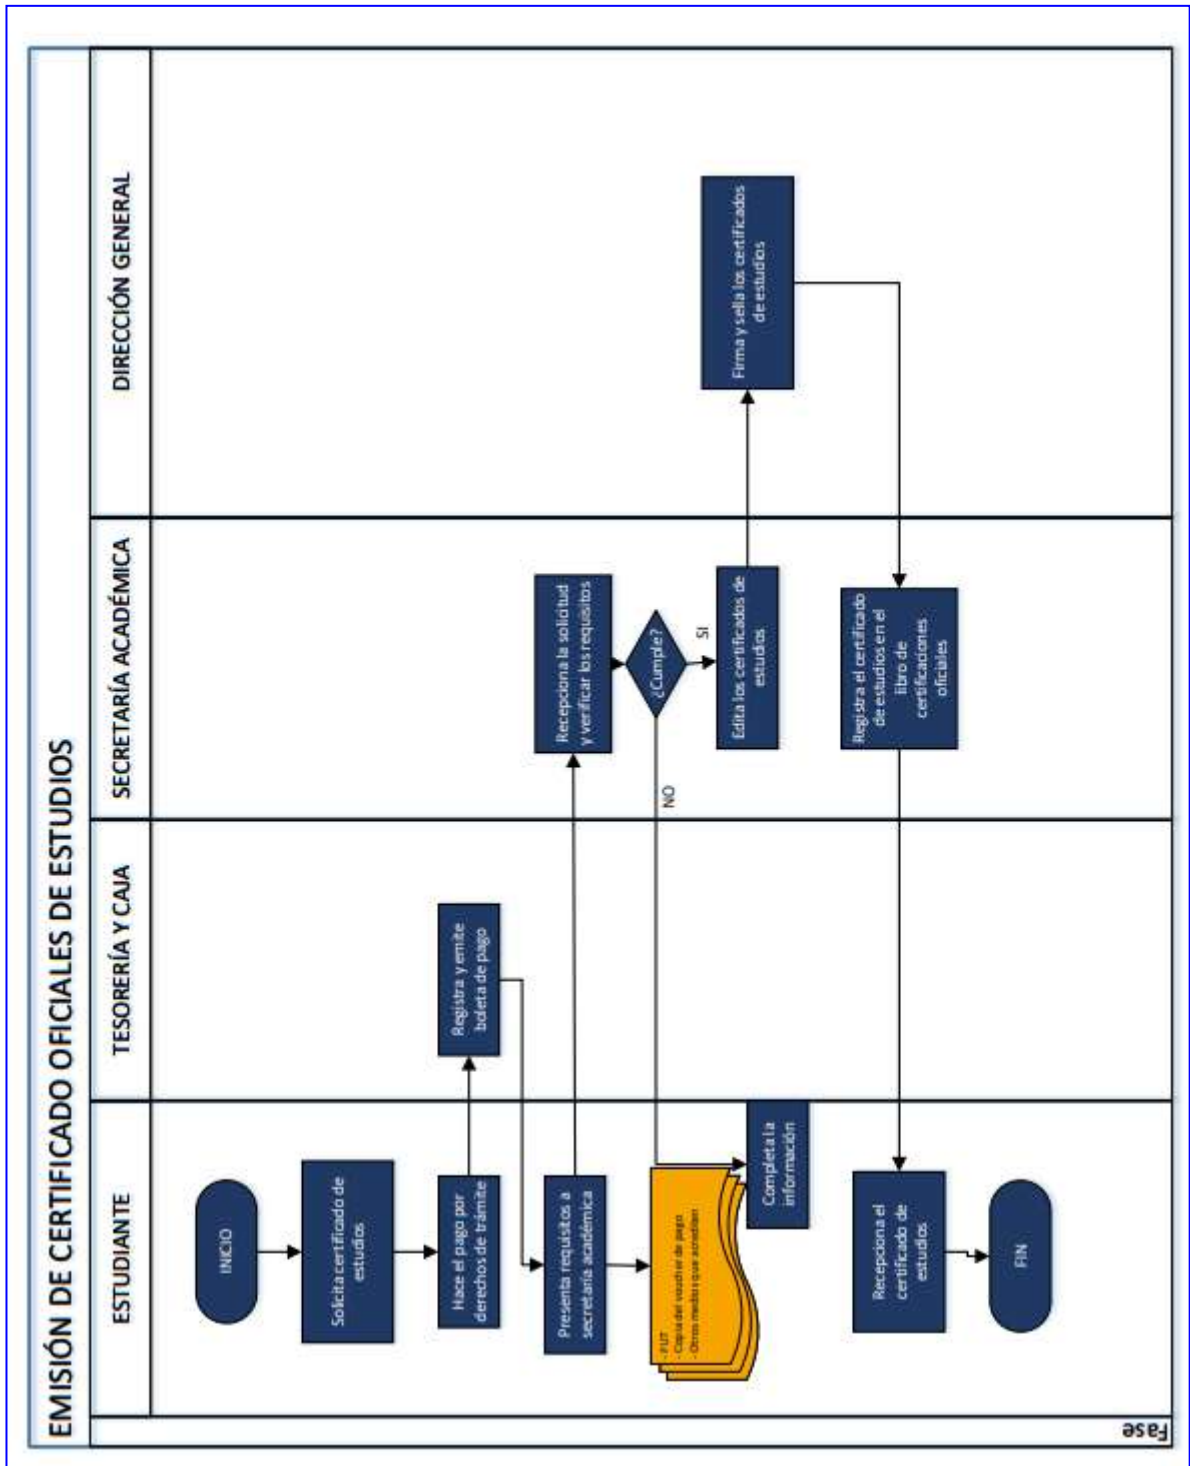 EMISIÓN DE CERTIFICADO OFICIALES DE ESTUDIOS
ESTUDIANTE
TESORERÍA Y CAJA
SECRETARÍA ACADÉMICA
DIRECCIÓN GENERAL
INICIO
Solicita certificado de
estudios
Hace el pago por
derechos de trámite
Registra y emite
boleta de pago
Presenta requisitos a
secretaría académica
Recepciona la solicitud
y verificar los requisitos
- FUT
- Copia del voucher de pago
- Otros medios que acrediten
¿Cumple?
NO
SI
Completa la
información
Edita los certificados de
estudios
Firma y sella los certificados
de estudios
Registra el certificado
de estudios en el
libro de
certificaciones
oficiales
Recepciona el
certificado de
estudios
FIN
Fase